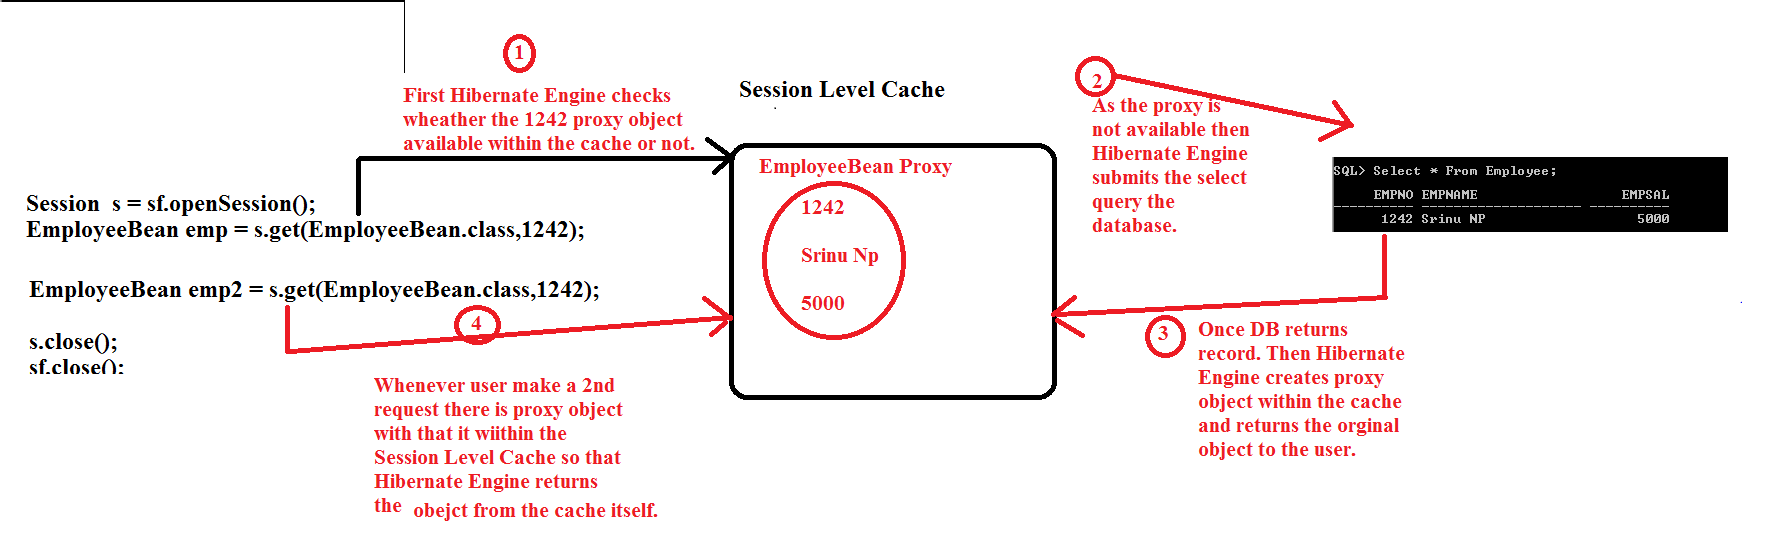 1
First Hibernate Engine checks
wheather the 1242 proxy object
available within the cache or not.
Session Level Cache
2
As the proxy is
not available then
Hibernate Engine
submits the select
query the
database.
EmployeeBean Proxy
1242
Srinu Np
5000
SQL> Select * From Employee;
EMPNO EMPNAME EMPSAL
1242 Srinu NP 5000
Session s = sf.openSession();
EmployeeBean emp = s.get(EmployeeBean.class,1242);
EmployeeBean emp2 = s.get(EmployeeBean.class,1242);
s.close();
sf.close();
4
Whenever user make a 2nd
request there is proxy object
with that it wiithin the
Session Level Cache so that
Hibernate Engine returns
the obejct from the cache itself.
3
Once DB returns
record. Then Hibernate
Engine creates proxy
object within the cache
and returns the orginal
object to the user.